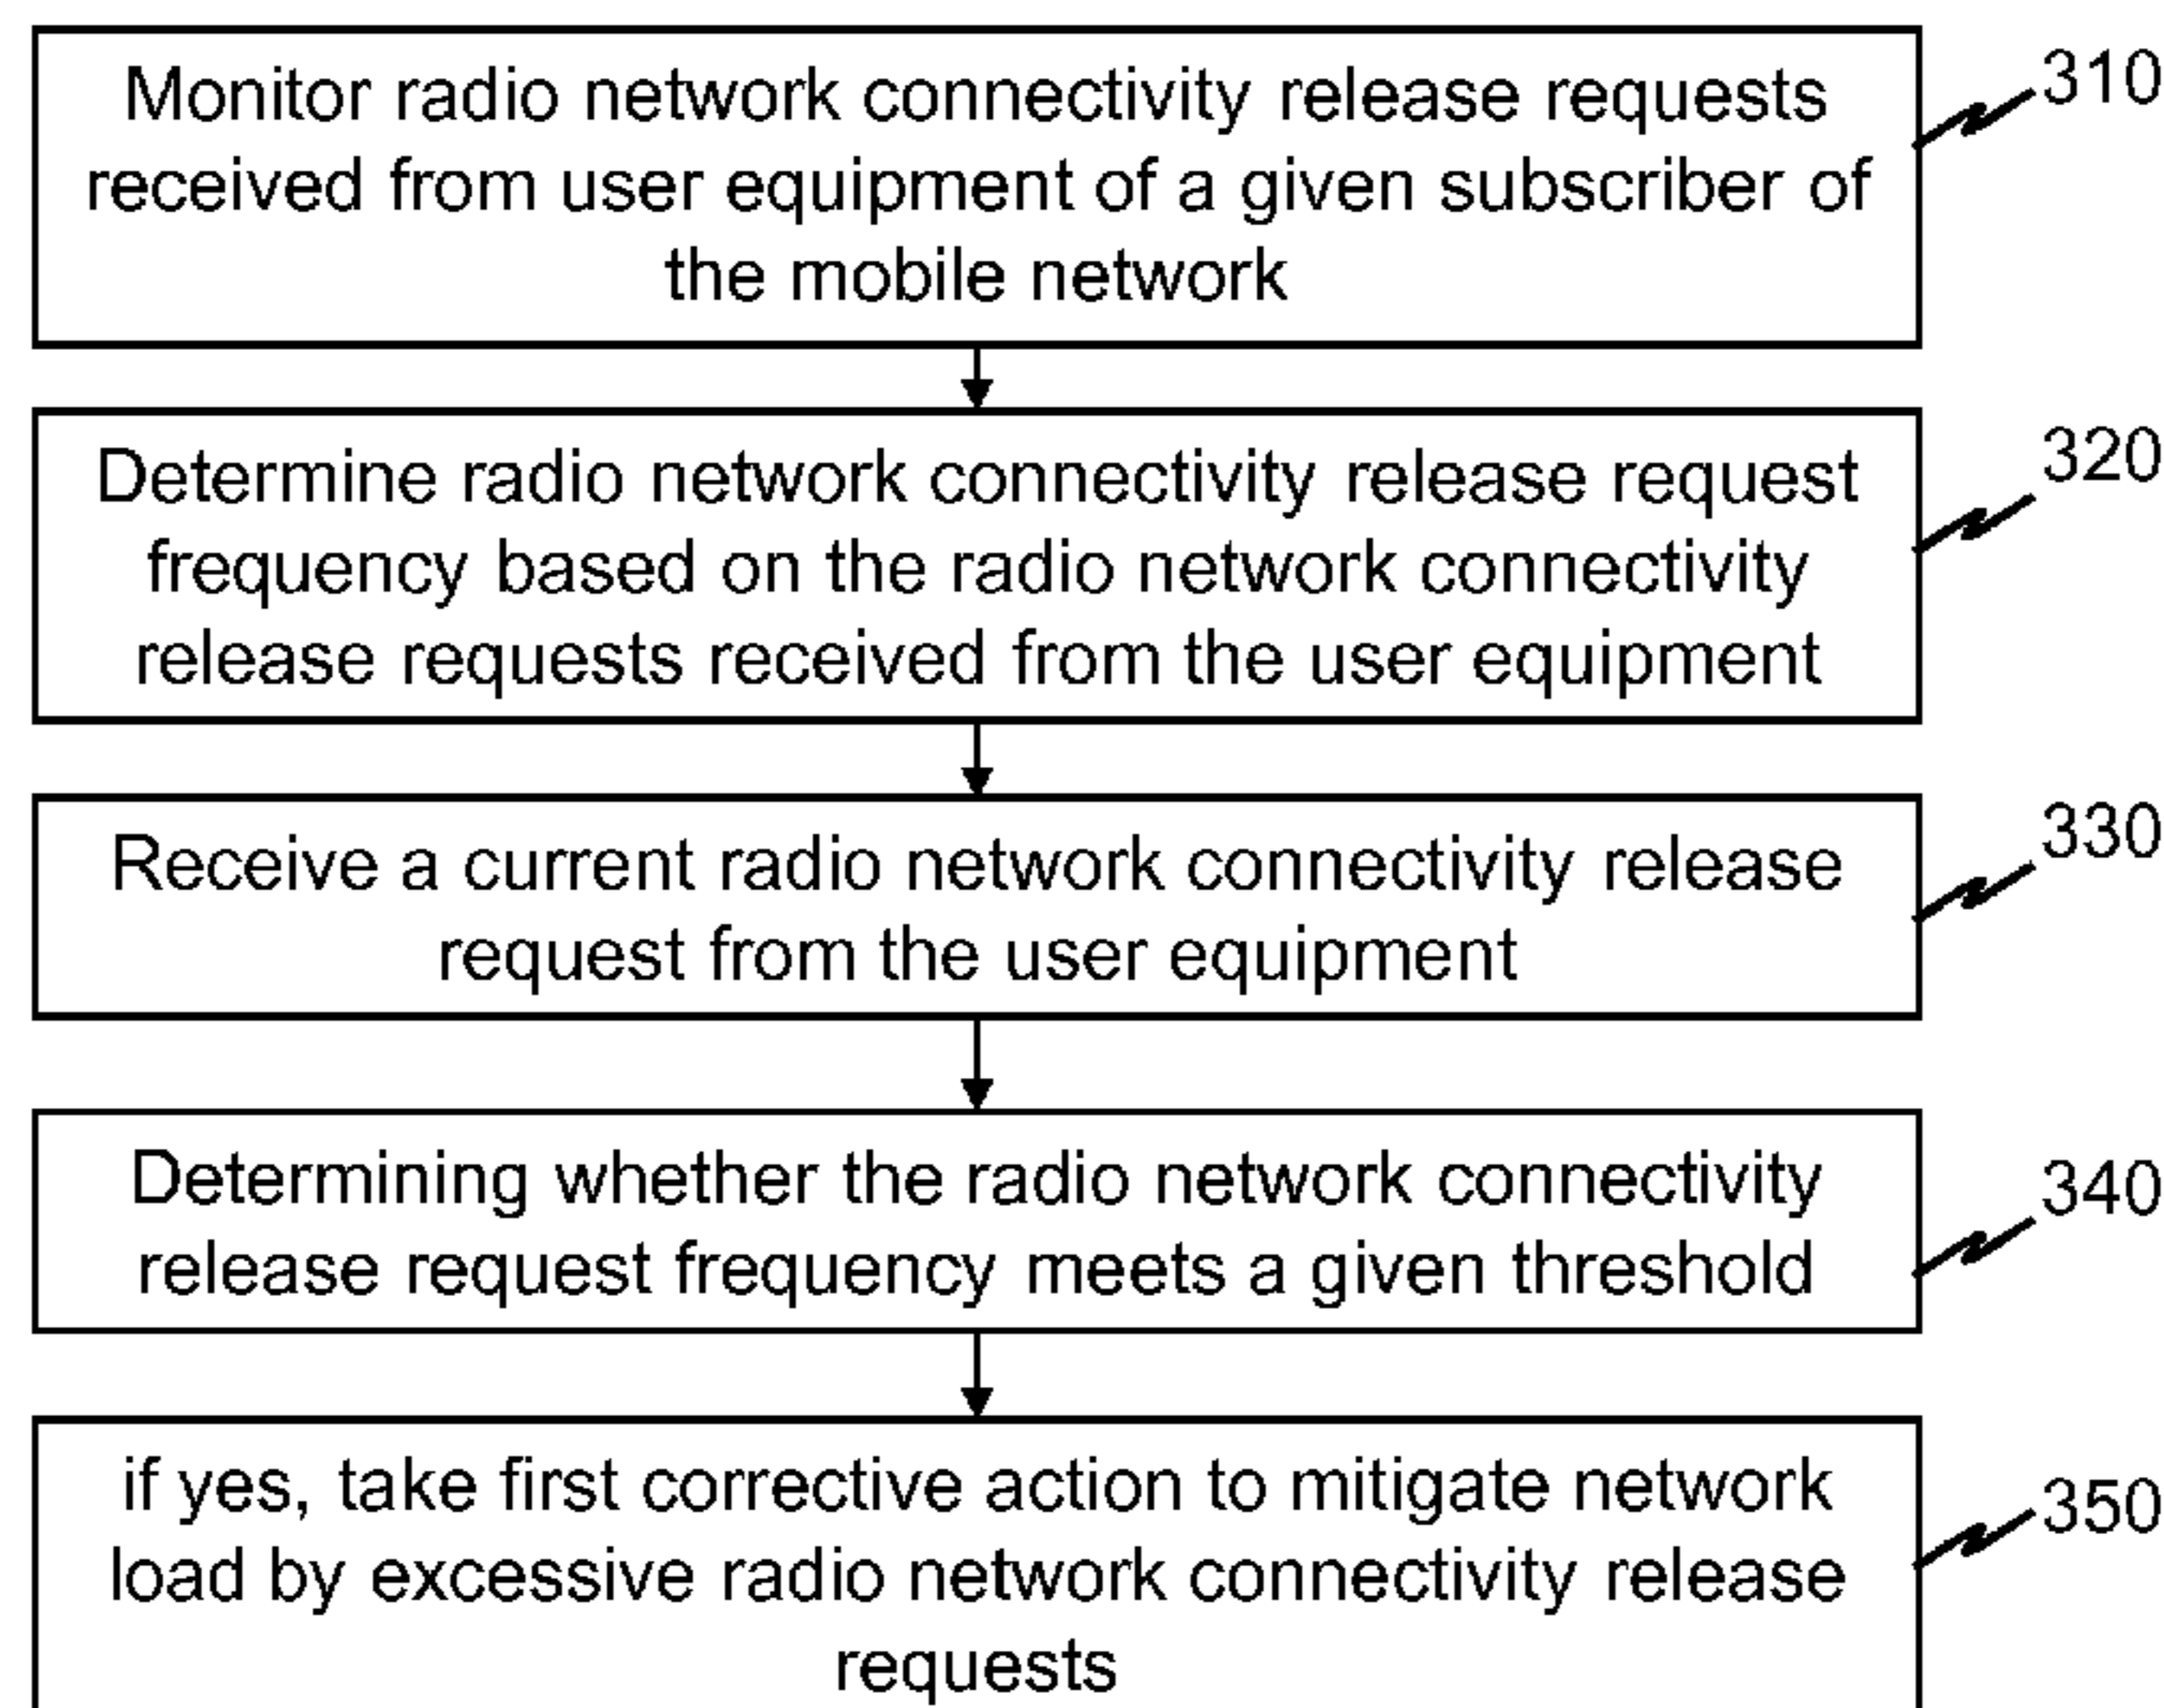 Monitor radio network connectivity release requests
received from user equipment of a given subscriber of
the mobile network
310
Determine radio network connectivity release request
frequency based on the radio network connectivity
release requests received from the user equipment
320
Receive a current radio network connectivity release
request from the user equipment
330
Determining whether the radio network connectivity
release request frequency meets a given threshold
340
if yes, take first corrective action to mitigate network
load by excessive radio network connectivity release
requests
350